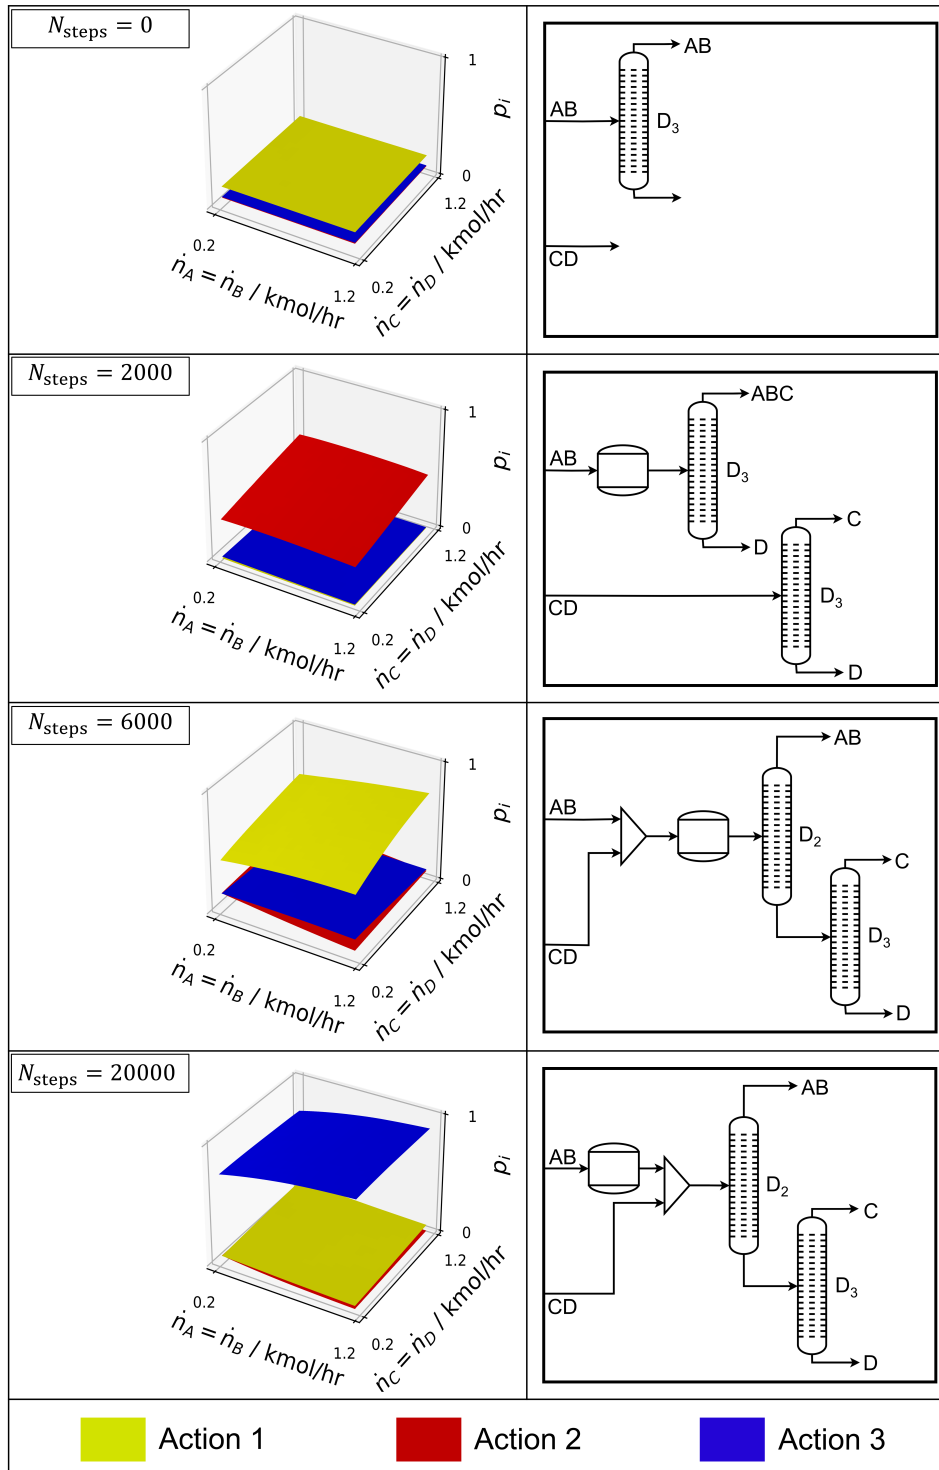 N_steps = 0
1
p_i
0
1.2
0.2
ṅ_A = ṅ_B / kmol/hr
1.2
0.2
ṅ_C = ṅ_D / kmol/hr
AB
AB
D₃
CD
N_steps = 2000
1
p_i
0
1.2
0.2
ṅ_A = ṅ_B / kmol/hr
1.2
0.2
ṅ_C = ṅ_D / kmol/hr
ABC
AB
D₃
C
D
CD
D₃
D
N_steps = 6000
1
p_i
0
1.2
0.2
ṅ_A = ṅ_B / kmol/hr
1.2
0.2
ṅ_C = ṅ_D / kmol/hr
AB
AB
D₂
C
CD
D₃
D
N_steps = 20000
1
p_i
0
1.2
0.2
ṅ_A = ṅ_B / kmol/hr
1.2
0.2
ṅ_C = ṅ_D / kmol/hr
AB
AB
D₂
C
CD
D₃
D
Action 1
Action 2
Action 3